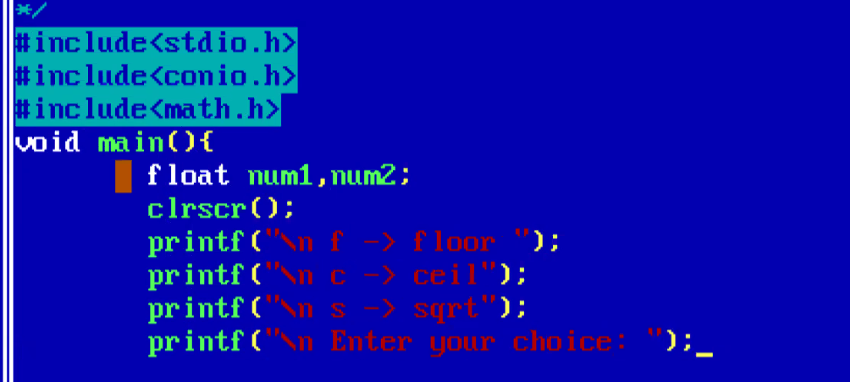 */
#include<stdio.h>
#include<conio.h>
#include<math.h>
void main(){
float num1,num2;
clrscr();
printf("\n f -> floor ");
printf("\n c -> ceil");
printf("\n s -> sqrt");
printf("\n Enter your choice: ");_